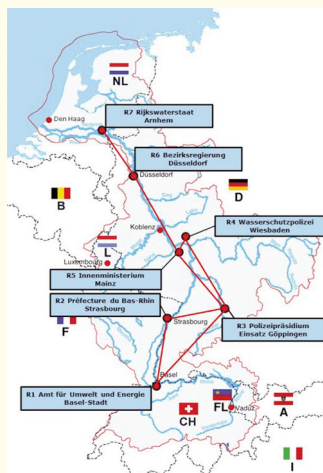 NL
Den Haag
R7 Rijkswaterstaat
Arnhem
R6 Bezirksregierung
Düsseldorf
Düsseldorf
D
B
R4 Wasserschutzpolizei
Wiesbaden
Koblenz
L
Luxembourg
R5 Innenministerium
Mainz
R2 Préfecture du Bas-Rhin
Strasbourg
F
Strasbourg
R3 Polizeipräsidium
Einsatz Göppingen
Basel
R1 Amt für Umwelt und Energie
Basel-Stadt
FL
Vaduz
A
CH
I